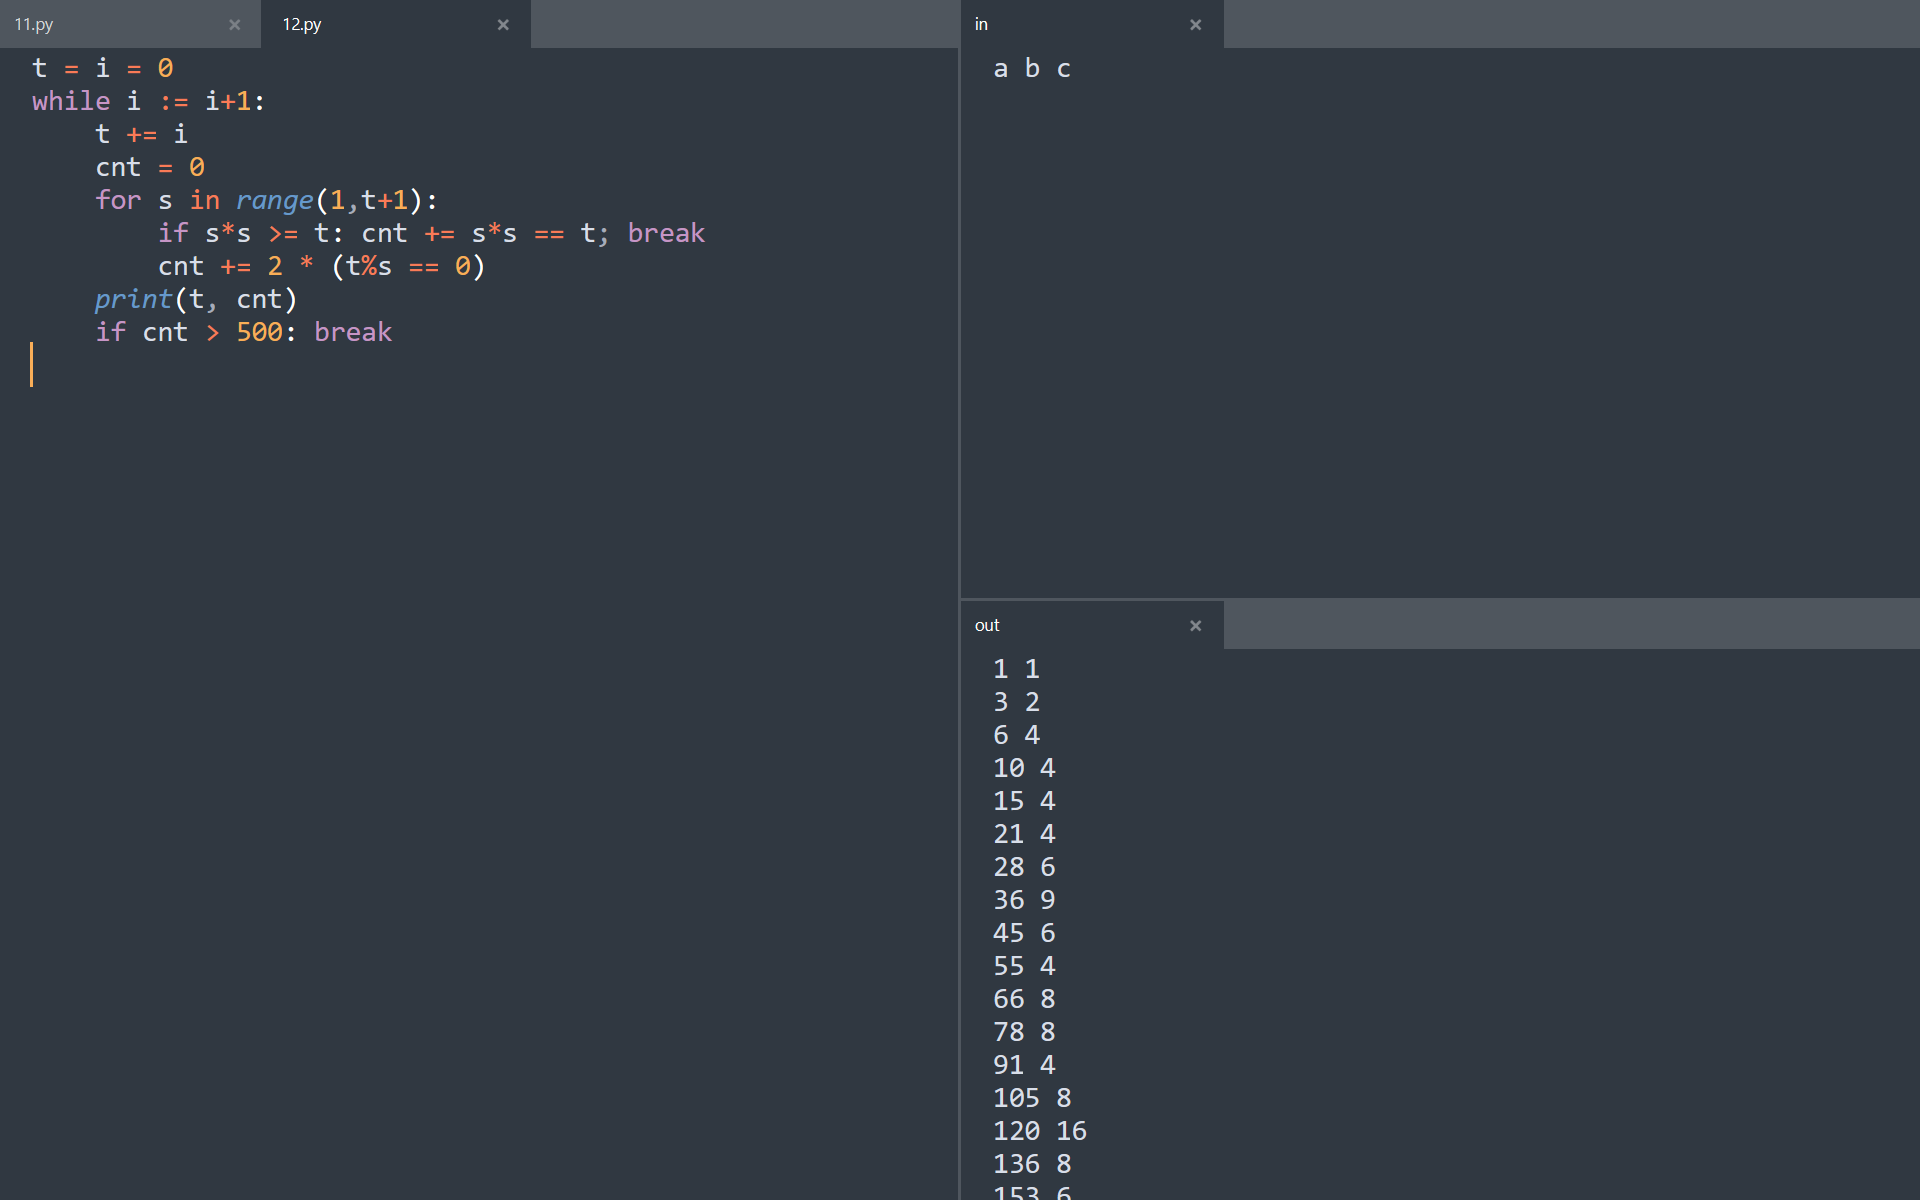 11.py × 12.py ×
t = i = 0
while i := i+1:
    t += i
    cnt = 0
    for s in range(1,t+1):
        if s*s >= t: cnt += s*s == t; break
        cnt += 2 * (t%s == 0)
    print(t, cnt)
    if cnt > 500: break
in ×
a b c
out ×
1 1
3 2
6 4
10 4
15 4
21 4
28 6
36 9
45 6
55 4
66 8
78 8
91 4
105 8
120 16
136 8
153 6